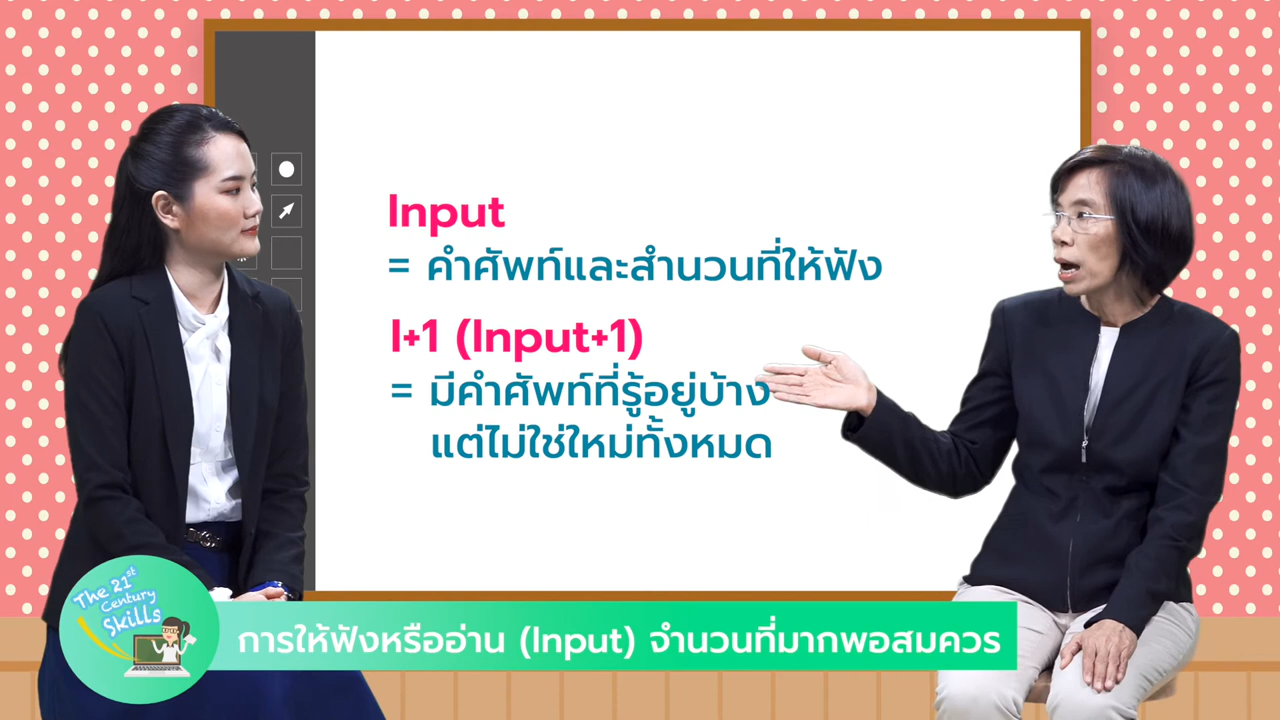 Input
= คำศัพท์และสำนวนที่ให้ฟัง
I+1 (Input+1)
= มีคำศัพท์ที่รู้อยู่บ้าง
แต่ไม่ใช่ใหม่ทั้งหมด
The 21st
Century
Skills
การให้ฟังหรืออ่าน (Input) จำนวนที่มากพอสมควร